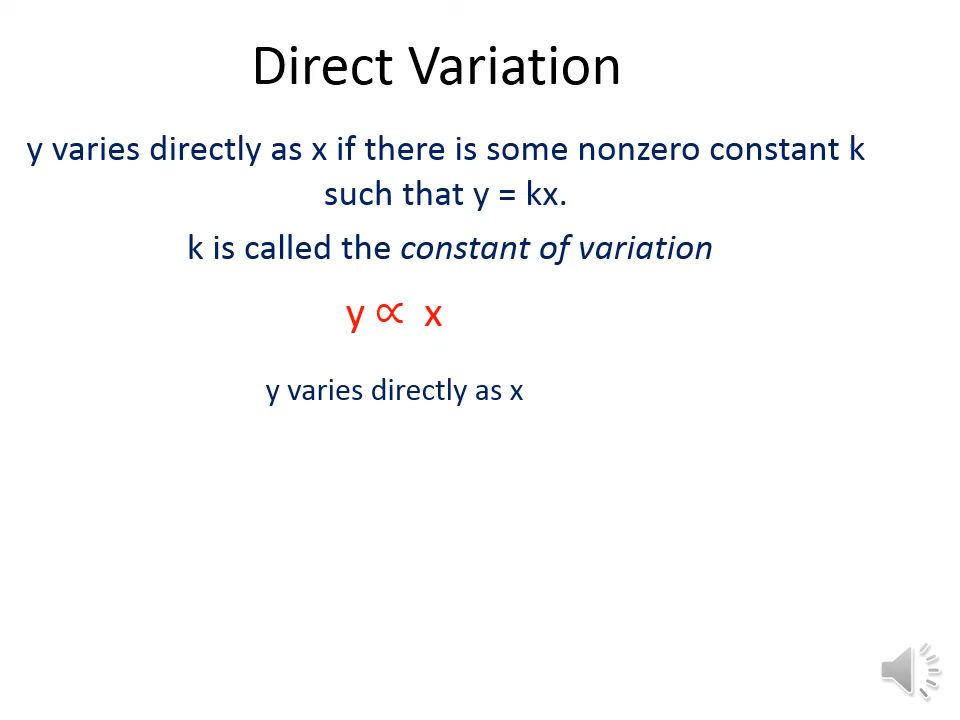 Direct Variation
y varies directly as x if there is some nonzero constant k
such that y = kx.
k is called the constant of variation
y ∝ x
y varies directly as x